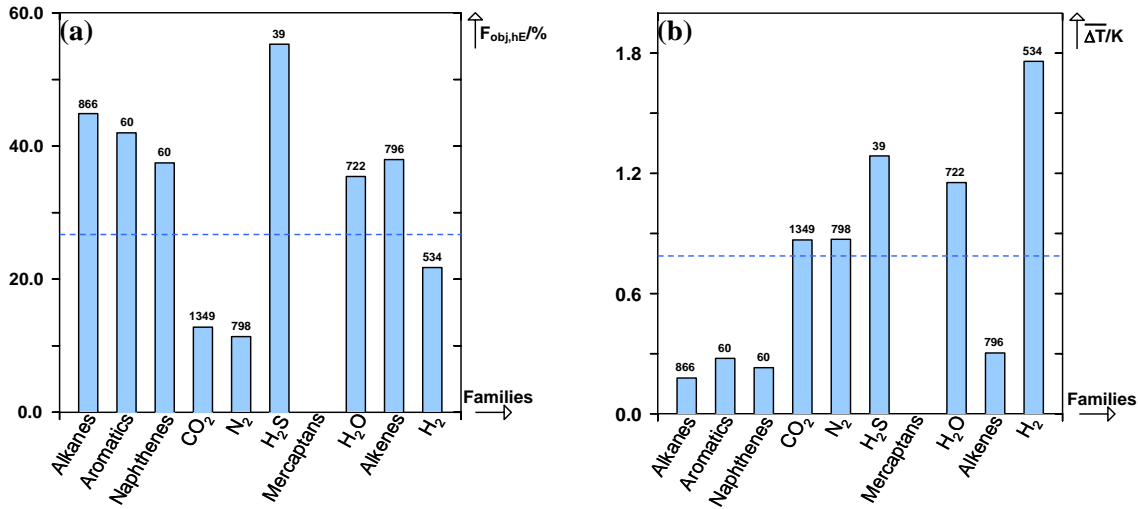 (a)
F_obj,hE/%
60.0
40.0
20.0
0.0
866
60
60
1349
798
39
722
796
534
Families
Alkanes
Aromatics
Naphthenes
CO₂
N₂
H₂S
Mercaptans
H₂O
Alkenes
H₂
(b)
ΔT/K
1.8
1.2
0.6
0.0
866
60
60
1349
798
39
722
796
534
Families
Alkanes
Aromatics
Naphthenes
CO₂
N₂
H₂S
Mercaptans
H₂O
Alkenes
H₂